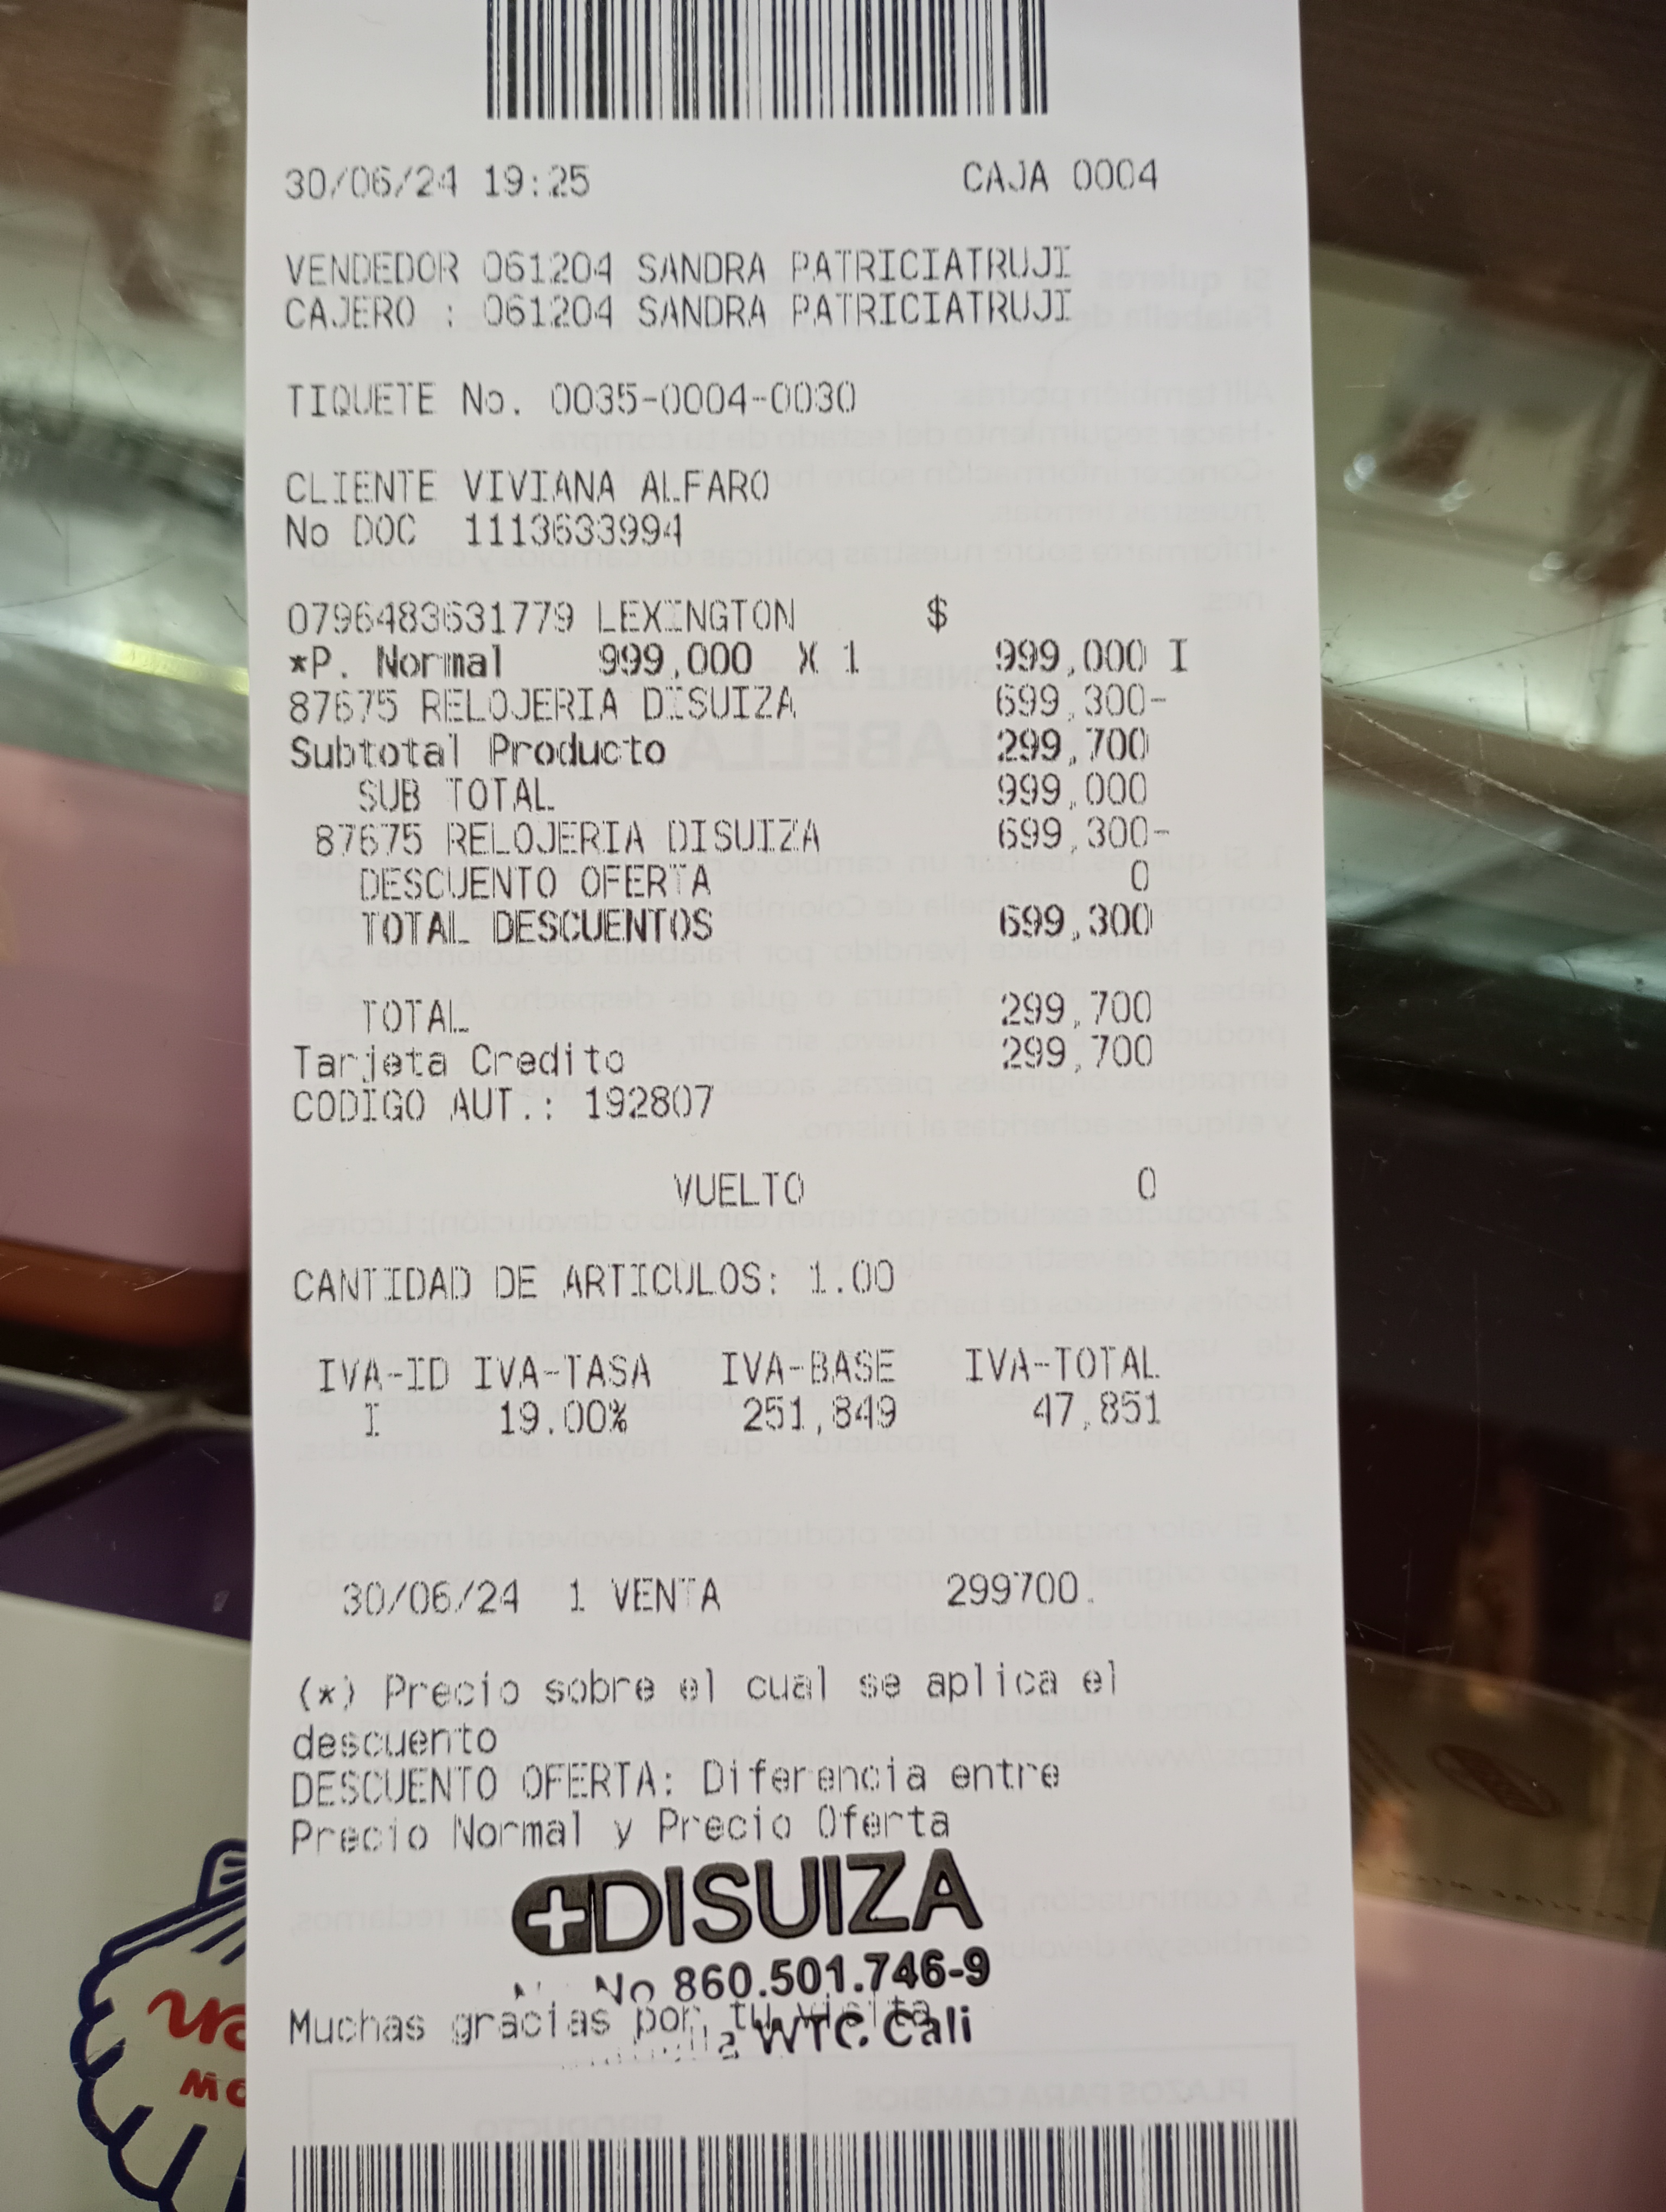 30/06/24 19:25 CAJA 0004
VENDEDOR 061204 SANDRA PATRICIATRUJI
CAJERO : 061204 SANDRA PATRICIATRUJI
TIQUETE No. 0035-0004-0030
CLIENTE VIVIANA ALFARO
No DOC 1113633994
0796483631779 LEXINGTON $
*P. Normal 999,000 X 1 999,000 I
87675 RELOJERIA DISUIZA 699,300-
Subtotal Producto 299,700
SUB TOTAL 999,000
87675 RELOJERIA DISUIZA 699,300-
DESCUENTO OFERTA 0
TOTAL DESCUENTOS 699,300
TOTAL 299,700
Tarjeta Credito 299,700
CODIGO AUT.: 192807
VUELTO 0
CANTIDAD DE ARTICULOS: 1.00
IVA-ID IVA-TASA IVA-BASE IVA-TOTAL
I 19.00% 251,849 47,851
30/06/24 1 VENTA 299700.
(*) Precio sobre el cual se aplica el
descuento
DESCUENTO OFERTA: Diferencia entre
Precio Normal y Precio Oferta
DISUIZA
No 860.501.746-9
Muchas gracias por tu visita
WTC Cali